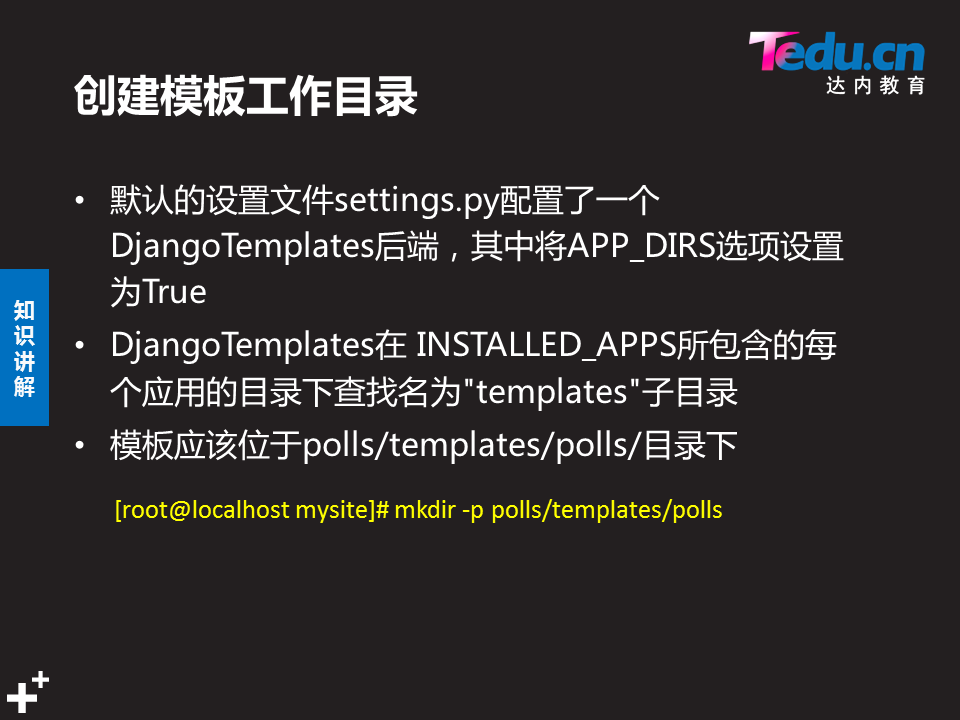 Tedu.cn
达内教育
创建模板工作目录
• 默认的设置文件settings.py配置了一个
DjangoTemplates后端，其中将APP_DIRS选项设置
为True
• DjangoTemplates在 INSTALLED_APPS所包含的每
个应用的目录下查找名为"templates"子目录
• 模板应该位于polls/templates/polls/目录下
[root@localhost mysite]# mkdir -p polls/templates/polls
知
识
讲
解